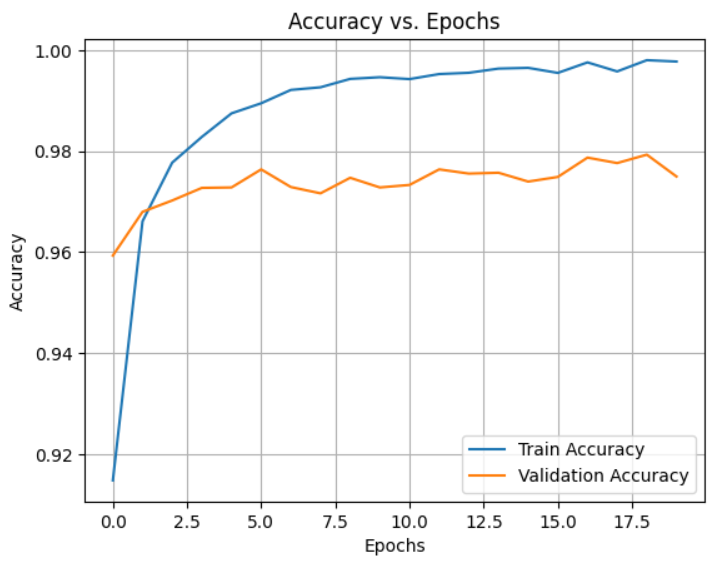 Accuracy vs. Epochs
1.00
0.98
0.96
0.94
0.92
Accuracy
Train Accuracy
Validation Accuracy
0.0 2.5 5.0 7.5 10.0 12.5 15.0 17.5
Epochs